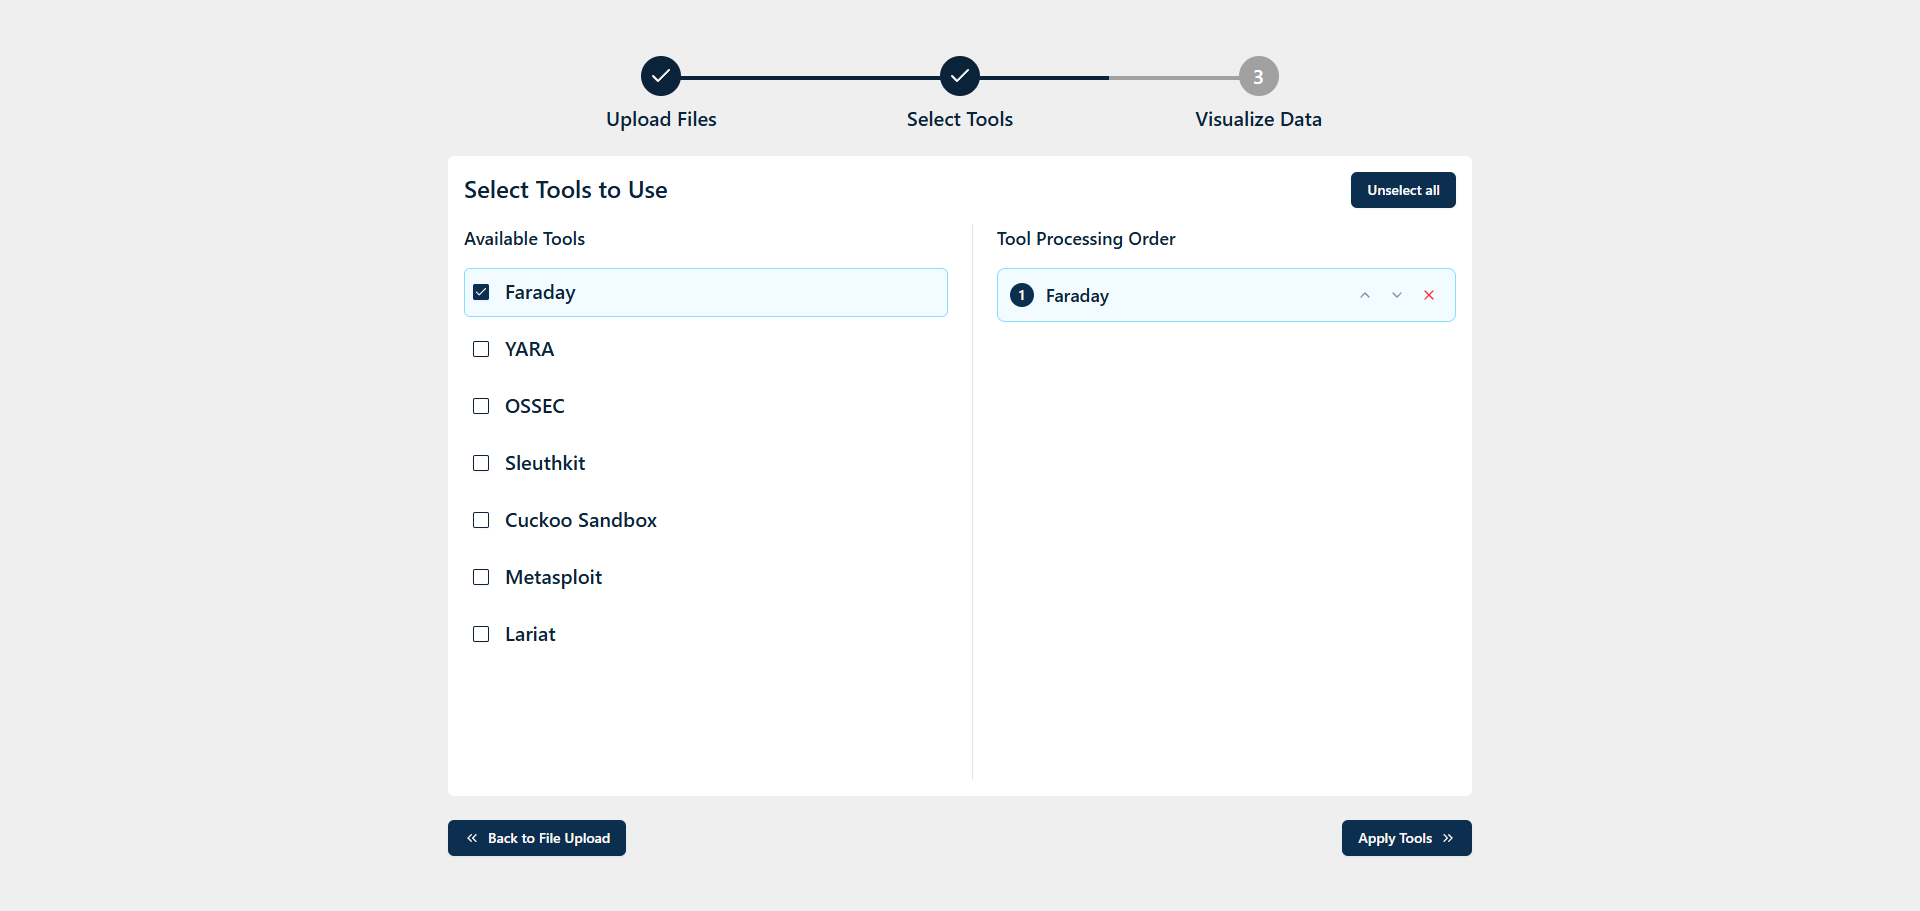 3
Upload Files
Select Tools
Visualize Data
Select Tools to Use
Unselect all
Available Tools
Tool Processing Order
Faraday
1 Faraday
YARA
OSSEC
Sleuthkit
Cuckoo Sandbox
Metasploit
Lariat
Back to File Upload
Apply Tools